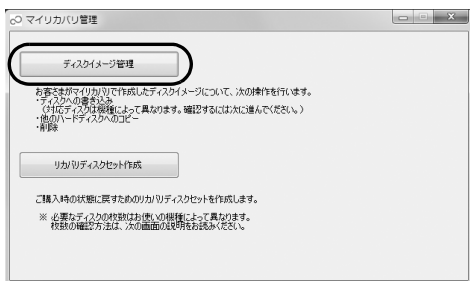 マイリカバリ管理
ディスクイメージ管理
お客さまがマイリカバリで作成したディスクイメージについて、次の操作を行います。
・ディスクへの書き込み
(対応ディスクは機種によって異なります。確認するには次に進んでください。)
・他のハードディスクへのコピー
・削除
リカバリディスクセット作成
ご購入時の状態に戻すためのリカバリディスクセットを作成します。
※ 必要なディスクの枚数はお使いの機種によって異なります。
枚数の確認方法は、次の画面の説明をお読みください。